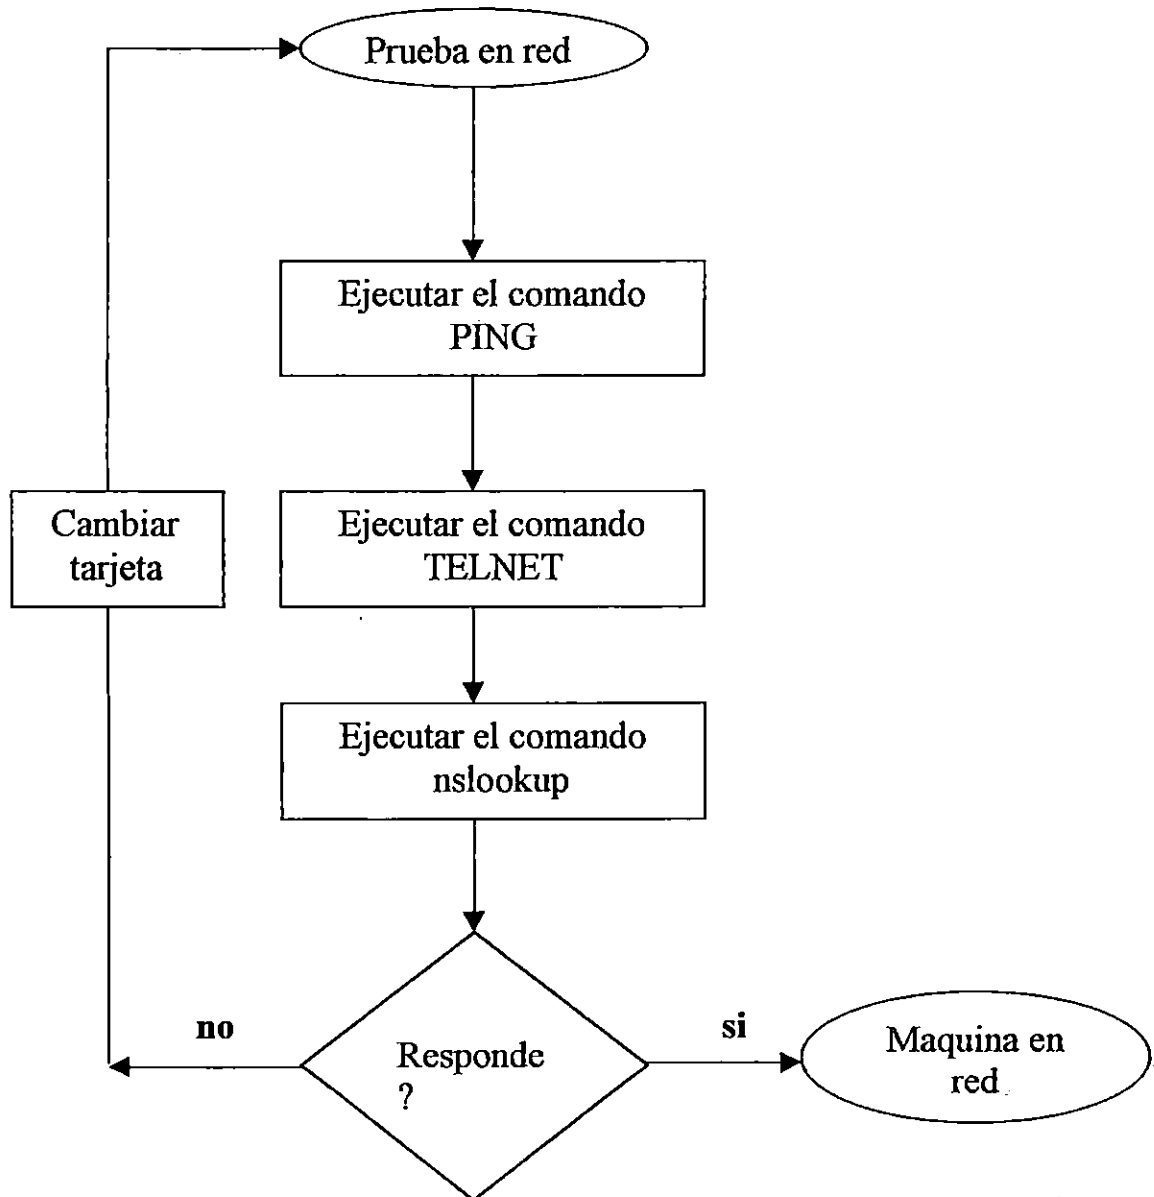 Prueba en red
Ejecutar el comando
PING
Cambiar
tarjeta
Ejecutar el comando
TELNET
Ejecutar el comando
nslookup
no
Responde
?
si
Maquina en
red